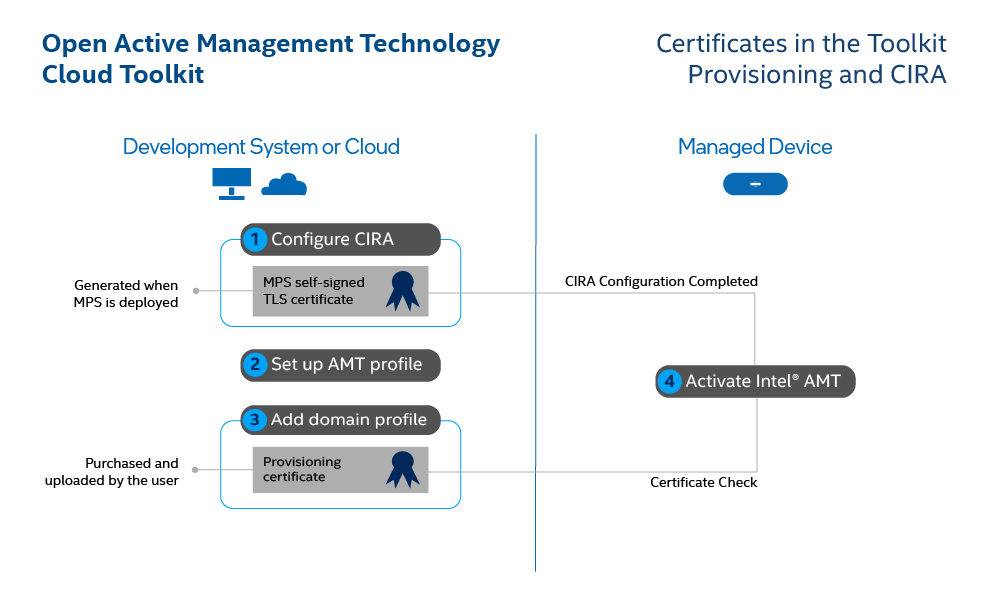 Open Active Management Technology
Cloud Toolkit
Certificates in the Toolkit
Provisioning and CIRA
Development System or Cloud
Managed Device
1 Configure CIRA
Generated when
MPS is deployed
MPS self-signed
TLS certificate
CIRA Configuration Completed
2 Set up AMT profile
4 Activate Intel® AMT
3 Add domain profile
Purchased and
uploaded by the user
Provisioning
certificate
Certificate Check